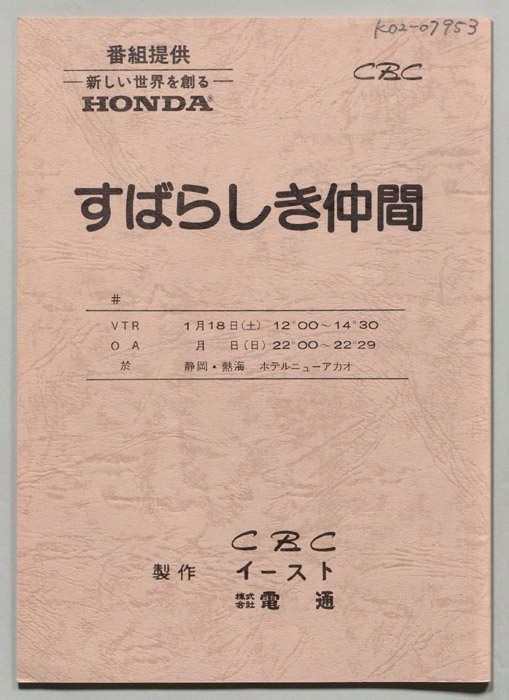 K02-07953
番組提供
新しい世界を創る
HONDA®
CBC
すばらしき仲間
#
VTR 1月18日(土) 12°00～14°30
OA 月 日(日) 22:00～22:29
於 静岡・熱海 ホテルニューアカオ
CBC
製作 イースト
株式会社 電通